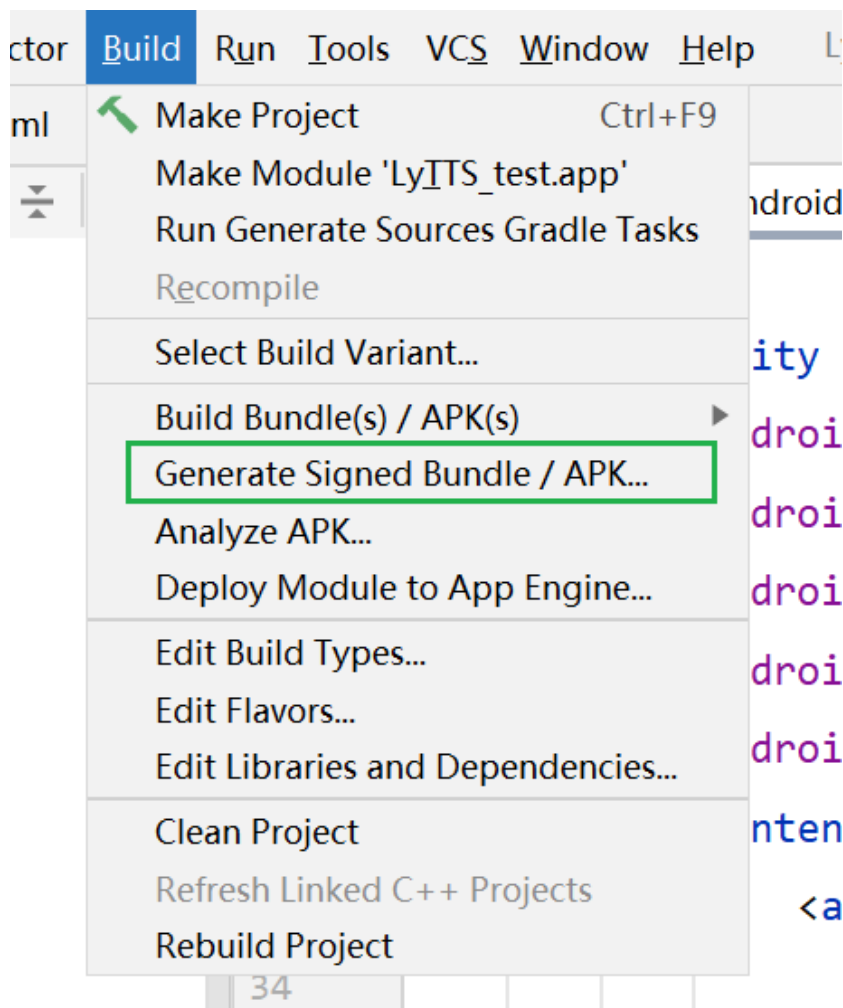 ctor Build Run Tools VCS Window Help
ml
Make Project Ctrl+F9
Make Module 'LyTTS_test.app'
ndroid
Run Generate Sources Gradle Tasks
Recompile
Select Build Variant...
ity
Build Bundle(s) / APK(s)
droi
Generate Signed Bundle / APK...
droi
Analyze APK...
Deploy Module to App Engine...
droi
Edit Build Types...
droi
Edit Flavors...
droi
Edit Libraries and Dependencies...
Clean Project
nten
Refresh Linked C++ Projects
<a
Rebuild Project
34